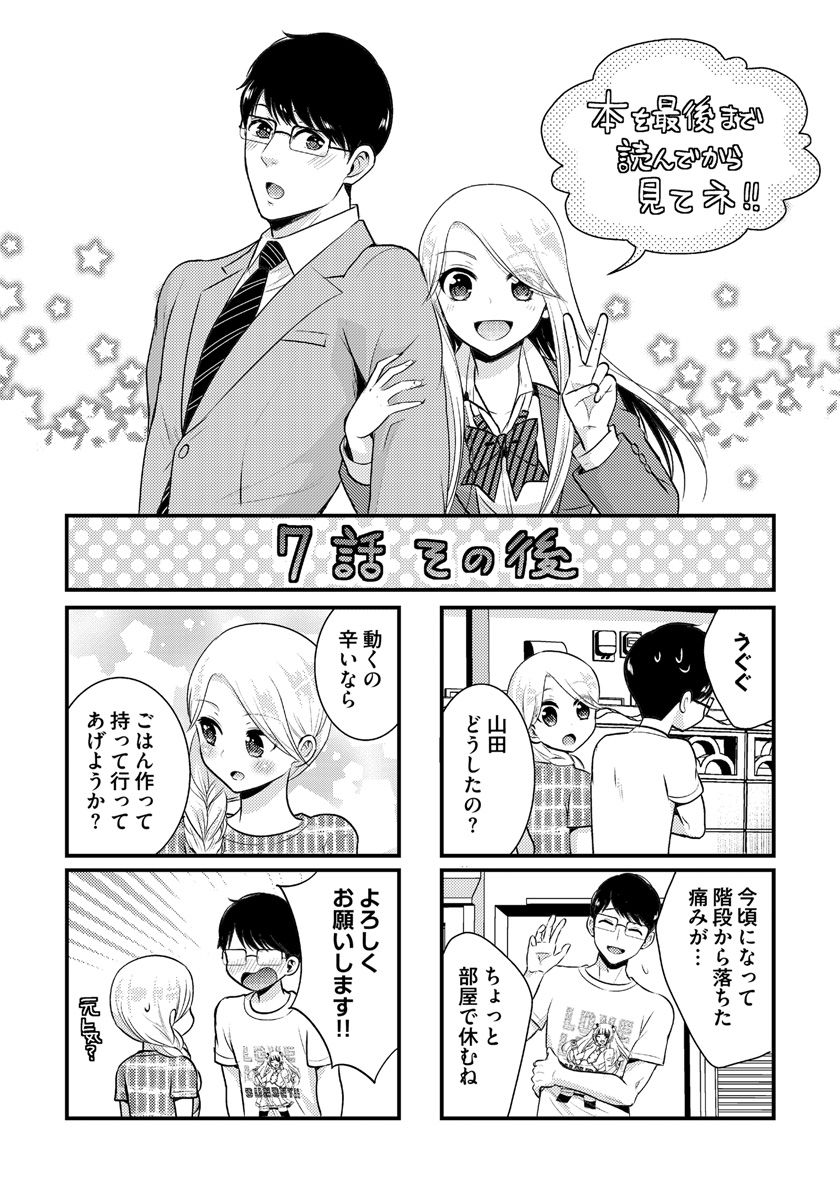 本を最後まで
読んでから
見てネ!!
7話 その後
うぐぐ
山田
どうしたの?
今頃になって
階段から落ちた
痛みが…
ちょっと
部屋で休むね
動くの
辛いなら
ごはん作って
持って行って
あげようか?
よろしく
お願いします!!
元気?
LOVE
LOVE